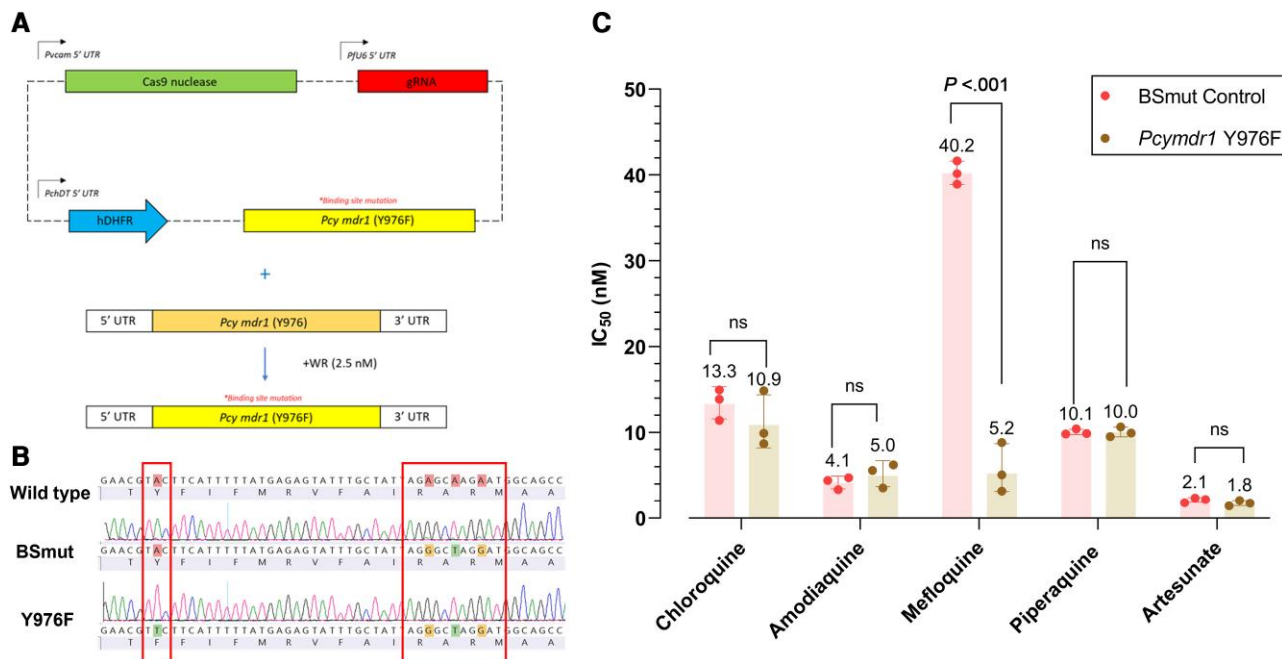 A
Pvcam 5' UTR
PfU6 5' UTR
Cas9 nuclease
gRNA
PchDT 5' UTR
*Binding site mutation
hDHFR
Pcy mdr1 (Y976F)
+
5' UTR
Pcy mdr1 (Y976)
3' UTR
+WR (2.5 nM)
*Binding site mutation
5' UTR
Pcy mdr1 (Y976F)
3' UTR
B
GAACGTACTTCATTTTTATGAGAGTATTTGCTATTAGAGCAAGAATGGCAGCC
Wild type
T Y F I F M R V F A I R A R M A A
BSmut
GAACGTACTTCATTTTTATGAGAGTATTTGCTATTAGGGCTAGGATGGCAGCC
T Y F I F M R V F A I R A R M A A
Y976F
GAACGTTCTTCATTTTTATGAGAGTATTTGCTATTAGGGCTAGGATGGCAGCC
T F F I F M R V F A I R A R M A A
C
BSmut Control
Pcymdr1 Y976F
IC50 (nM)
50
40
30
20
10
0
ns
13.3
10.9
ns
4.1
5.0
P <.001
40.2
5.2
ns
10.1
10.0
ns
2.1
1.8
Chloroquine
Amodiaquine
Mefloquine
Piperaquine
Artesunate